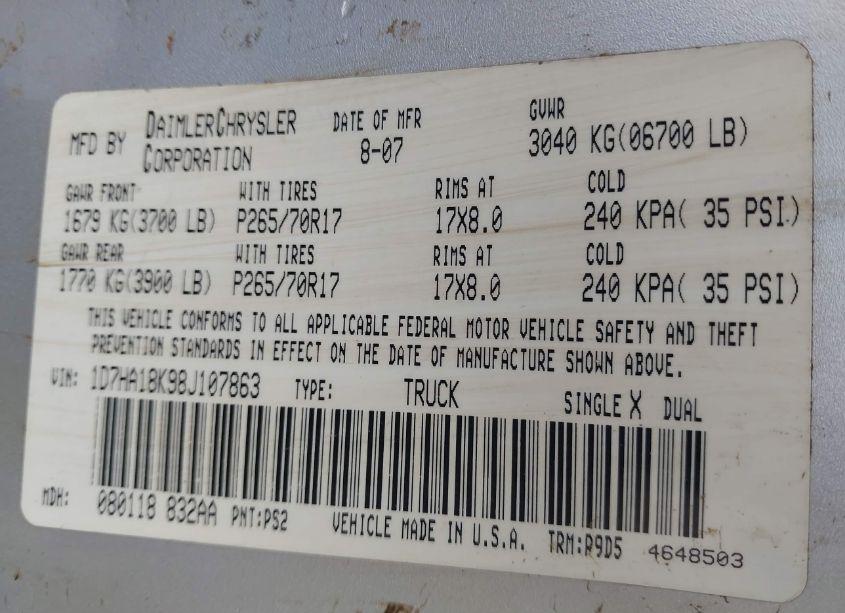 MFD BY DAIMLERCHRYSLER CORPORATION DATE OF MFR 8-07 GVWR 3040 KG(06700 LB)
GAWR FRONT WITH TIRES RIMS AT COLD
1679 KG(3700 LB) P265/70R17 17X8.0 240 KPA( 35 PSI)
GAWR REAR WITH TIRES RIMS AT COLD
1770 KG(3900 LB) P265/70R17 17X8.0 240 KPA( 35 PSI)
THIS VEHICLE CONFORMS TO ALL APPLICABLE FEDERAL MOTOR VEHICLE SAFETY AND THEFT
PREVENTION STANDARDS IN EFFECT ON THE DATE OF MANUFACTURE SHOWN ABOVE.
VIN: 1D7HA18K98J107863 TYPE: TRUCK SINGLE X DUAL
MDH: 080118 832AA PNT:PS2 VEHICLE MADE IN U.S.A. TRM:R9D5 4648503